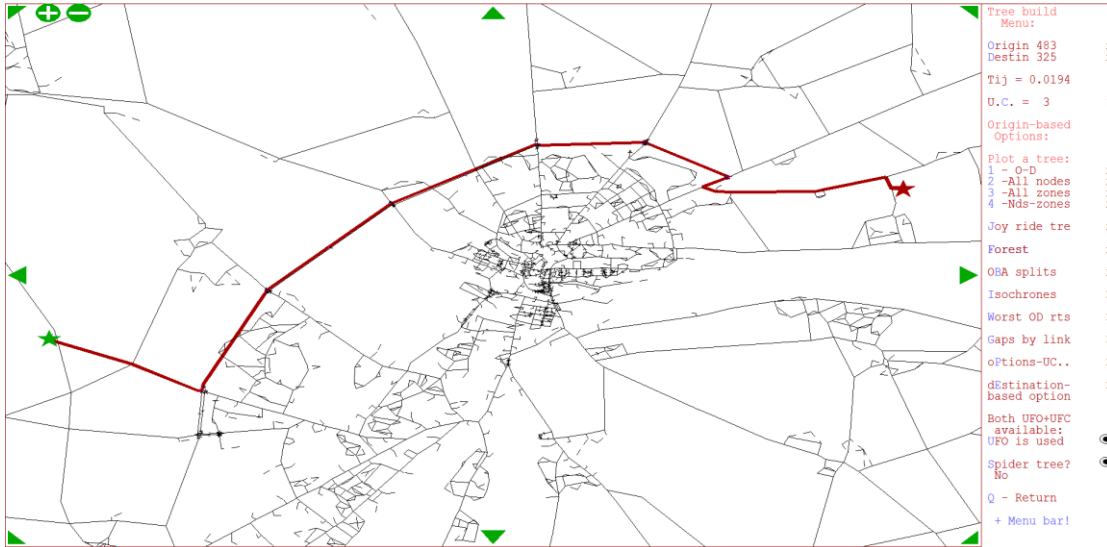 Tree build
Menu:
Origin 483
Destin 325
Tij = 0.0194
U.C. = 3
Origin-based
Options:
Plot a tree:
1 - O-D
2 -All nodes
3 -All zones
4 -Nds-zones
Joy ride tre
Forest
OBA splits
Isochrones
Worst OD rts
Gaps by link
oPtions-UC..
dEstination-
based option
Both UFO+UFC
available:
UFO is used
Spider tree?
No
Q - Return
+ Menu bar!